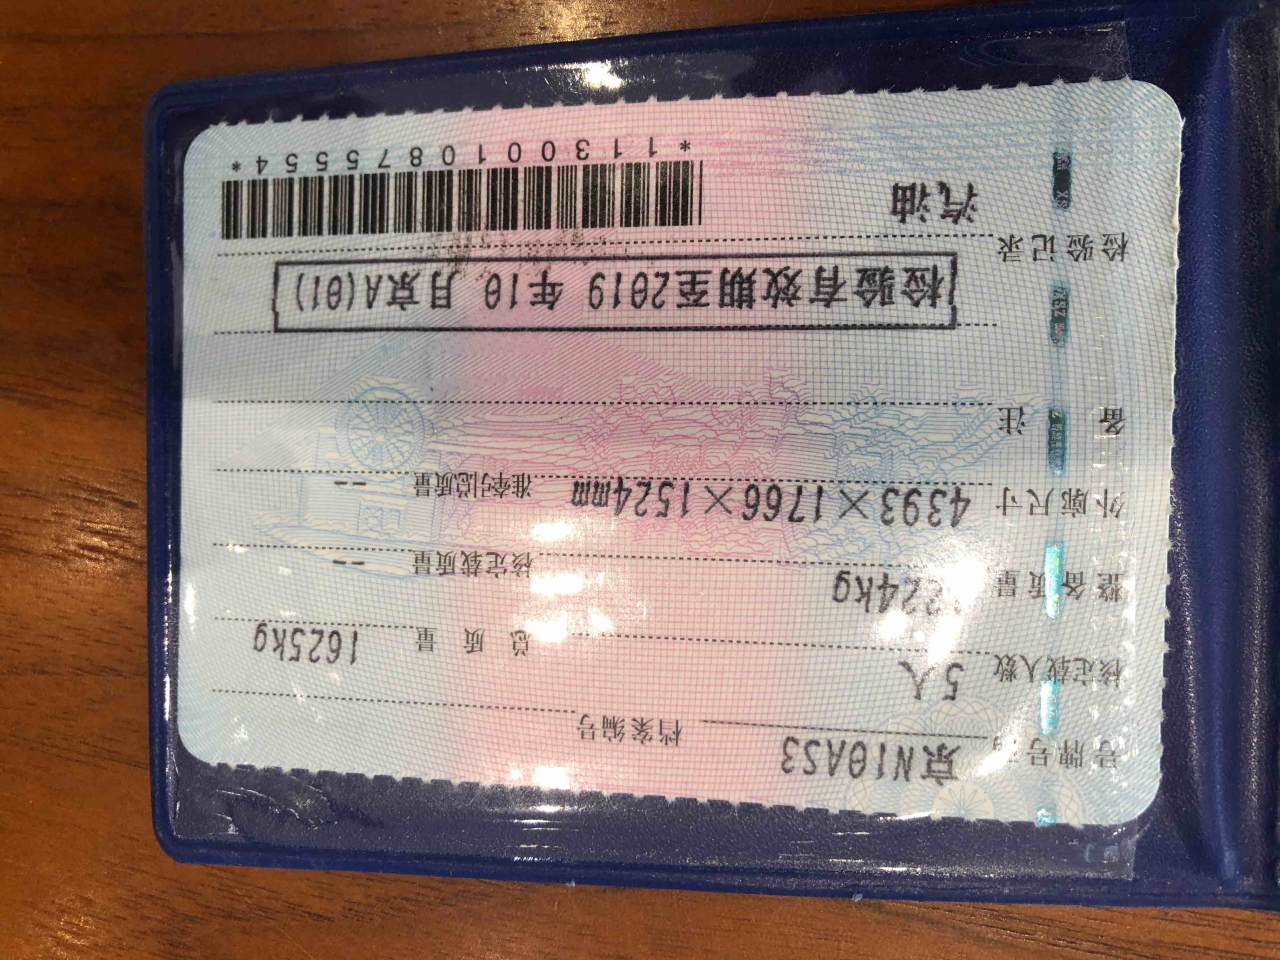 号牌号码 京N10AS3 档案编号
核定载人数 5人 总质量 1625kg
整备质量 224kg 核定载质量 --
外廓尺寸 4393×1766×1524mm 准牵引总质量 --
备注
检验有效期至2019 年10 月京A(01)
检验记录
汽油
*1130010875554*